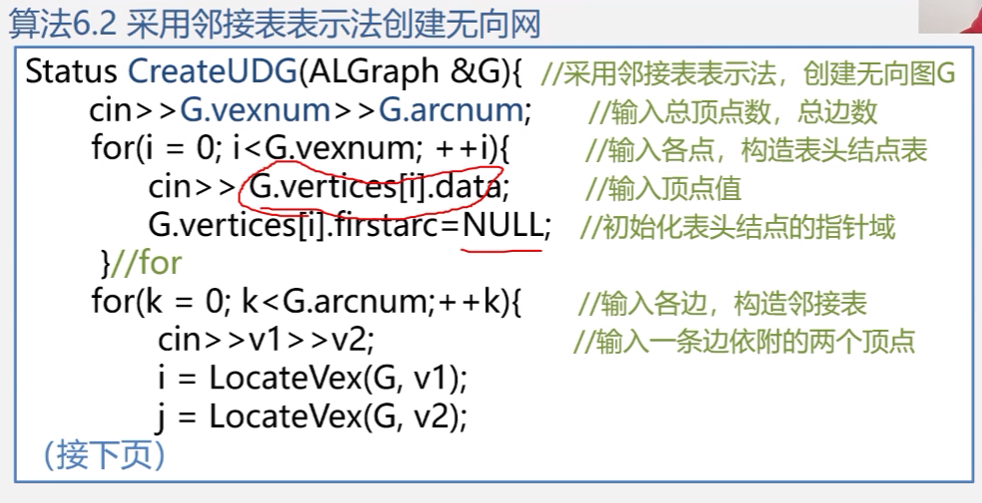 算法6.2 采用邻接表表示法创建无向网
Status CreateUDG(ALGraph &G){ //采用邻接表表示法，创建无向图G
cin>>G.vexnum>>G.arcnum; //输入总顶点数，总边数
for(i = 0; i<G.vexnum; ++i){ //输入各点，构造表头结点表
cin>> G.vertices[i].data; //输入顶点值
G.vertices[i].firstarc=NULL; //初始化表头结点的指针域
}//for
for(k = 0; k<G.arcnum;++k){ //输入各边，构造邻接表
cin>>v1>>v2; //输入一条边依附的两个顶点
i = LocateVex(G, v1);
j = LocateVex(G, v2);
（接下页）